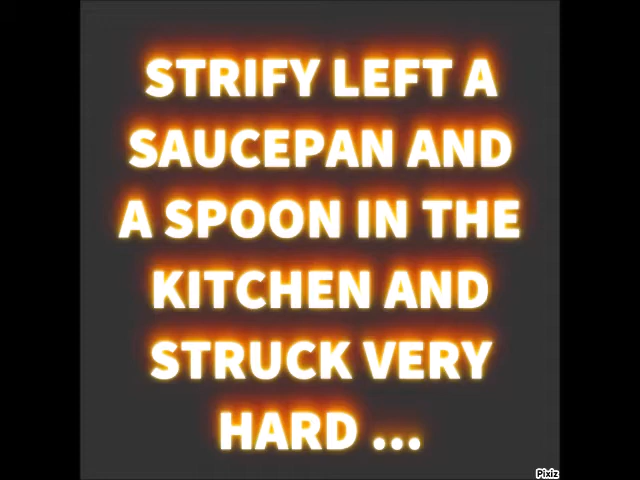 STRIFY LEFT A
SAUCEPAN AND
A SPOON IN THE
KITCHEN AND
STRUCK VERY
HARD ...
Pixiz